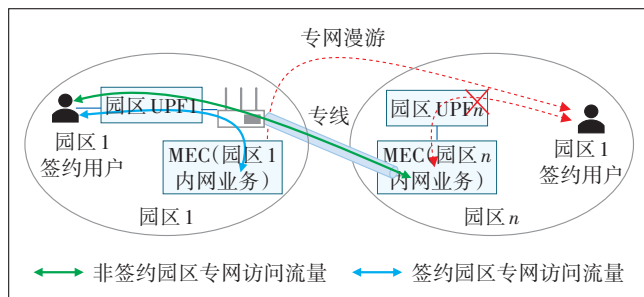 专网漫游
园区 UPF1
专线
园区 UPFn
园区 1
签约用户
MEC(园区 1
内网业务)
MEC(园区 n
内网业务)
园区 1
签约用户
园区 1
园区 n
非签约园区专网访问流量
签约园区专网访问流量